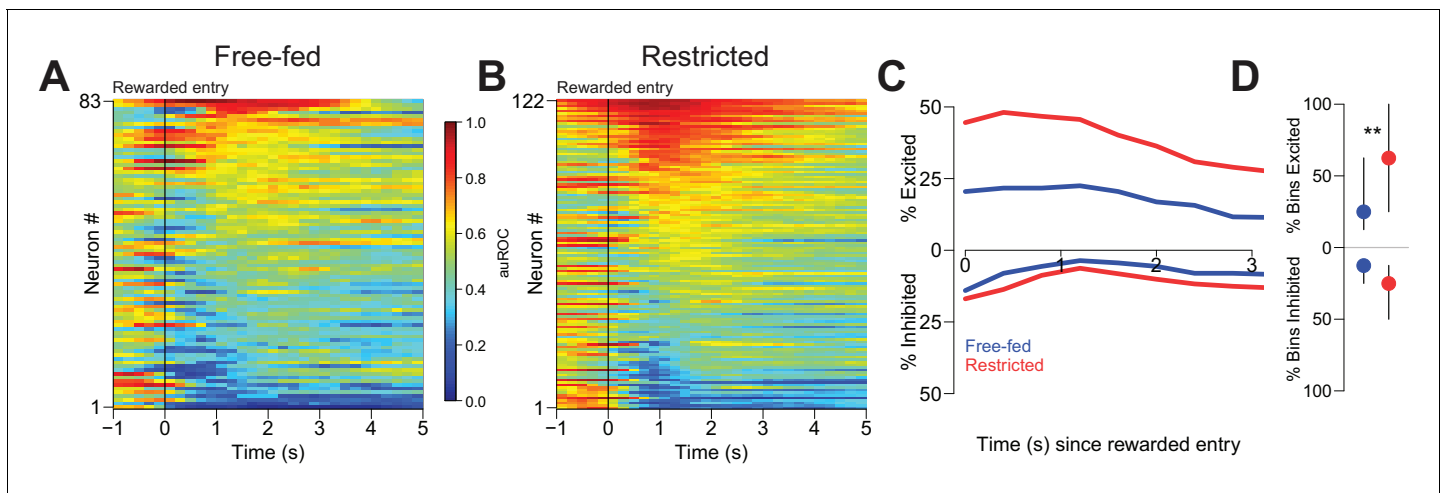 A
Free-fed
Rewarded entry
83
Neuron #
1
−1 0 1 2 3 4 5
Time (s)
1.0
0.8
0.6
0.4
0.2
0.0
auROC
B
Restricted
Rewarded entry
122
Neuron #
1
−1 0 1 2 3 4 5
Time (s)
C
50
25
0
25
50
% Excited
% Inhibited
0 1 2 3
Free-fed
Restricted
Time (s) since rewarded entry
D
100
50
0
50
100
% Bins Excited
% Bins Inhibited
**